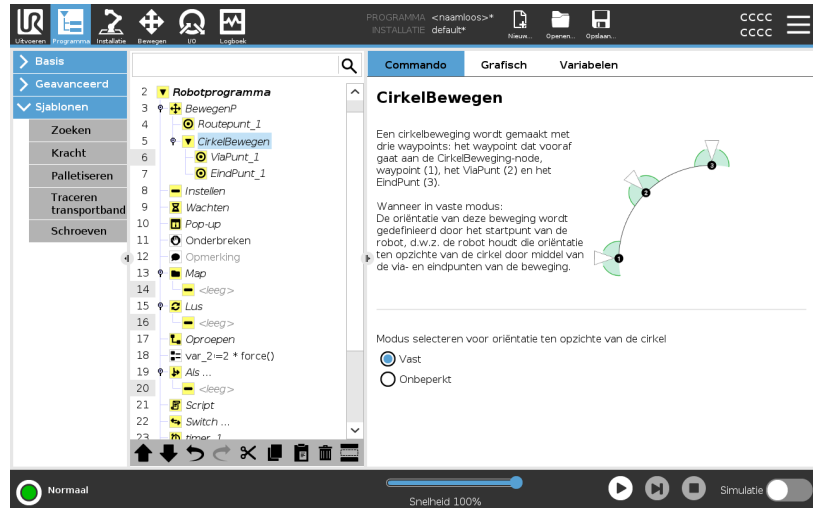 UR
Uitvoeren Programma Installatie Bewegen I/O Logboek
PROGRAMMA <naamloos>*
INSTALLATIE default*
Nieuw... Openen... Opslaan...
CCCC
CCCC
Basis
Geavanceerd
Sjablonen
Zoeken
Kracht
Palletiseren
Traceren
transportband
Schroeven
2 Robotprogramma
3 BewegenP
4 Routepunt_1
5 CirkelBewegen
6 ViaPunt_1
7 EindPunt_1
8 Instellen
9 Wachten
10 Pop-up
11 Onderbreken
12 Opmerking
13 Map
14 <leeg>
15 Lus
16 <leeg>
17 Oproepen
18 var_2≔2 * force()
19 Als ...
20 <leeg>
21 Script
22 Switch ...
23 timer_1
Commando Grafisch Variabelen
CirkelBewegen
Een cirkelbeweging wordt gemaakt met
drie waypoints: het waypoint dat vooraf
gaat aan de CirkelBeweging-node,
waypoint (1), het ViaPunt (2) en het
EindPunt (3).
Wanneer in vaste modus:
De oriëntatie van deze beweging wordt
gedefinieerd door het startpunt van de
robot, d.w.z. de robot houdt die oriëntatie
ten opzichte van de cirkel door middel van
de via- en eindpunten van de beweging.
3
2
1
Modus selecteren voor oriëntatie ten opzichte van de cirkel
Vast
Onbeperkt
Normaal
Snelheid 100%
Simulatie